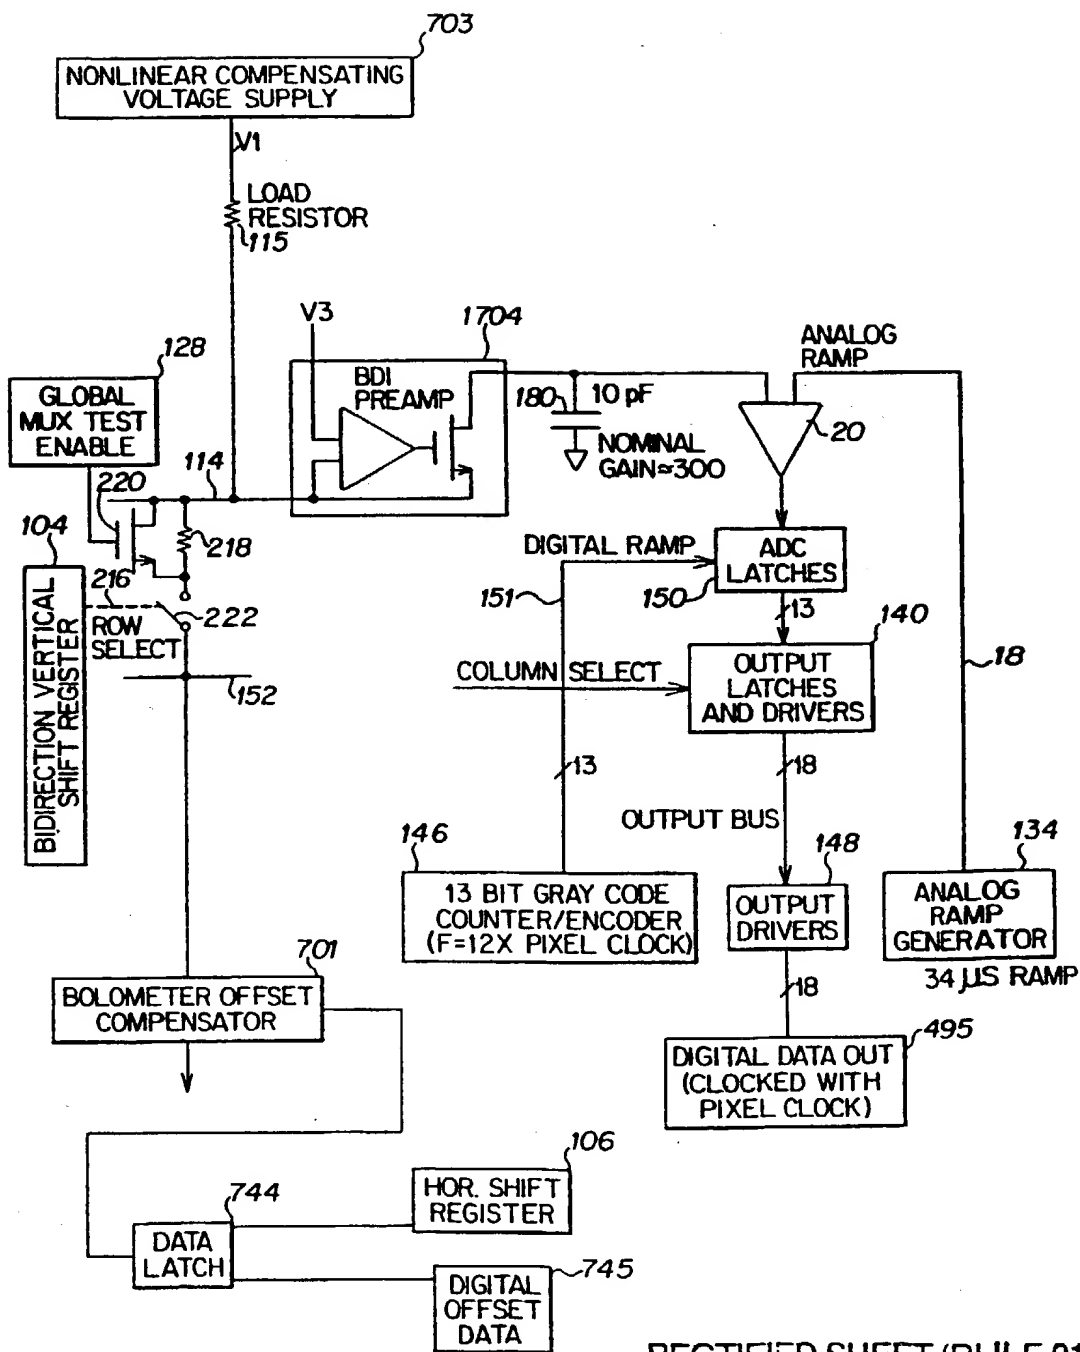 703
NONLINEAR COMPENSATING
VOLTAGE SUPPLY
V1
LOAD
RESISTOR
115
V3
1704
BDI
PREAMP
180
10 pF
NOMINAL
GAIN≈300
ANALOG
RAMP
20
128
GLOBAL
MUX TEST
ENABLE
220
114
218
104
BIDIRECTION VERTICAL
SHIFT REGISTER
216
ROW
SELECT
222
152
DIGITAL RAMP
151
ADC
LATCHES
150
13
140
COLUMN SELECT
OUTPUT
LATCHES
AND DRIVERS
18
13
18
OUTPUT BUS
146
13 BIT GRAY CODE
COUNTER/ENCODER
(F=12X PIXEL CLOCK)
148
OUTPUT
DRIVERS
134
ANALOG
RAMP
GENERATOR
34 µS RAMP
18
701
BOLOMETER OFFSET
COMPENSATOR
495
DIGITAL DATA OUT
(CLOCKED WITH
PIXEL CLOCK)
106
HOR. SHIFT
REGISTER
744
DATA
LATCH
745
DIGITAL
OFFSET
DATA